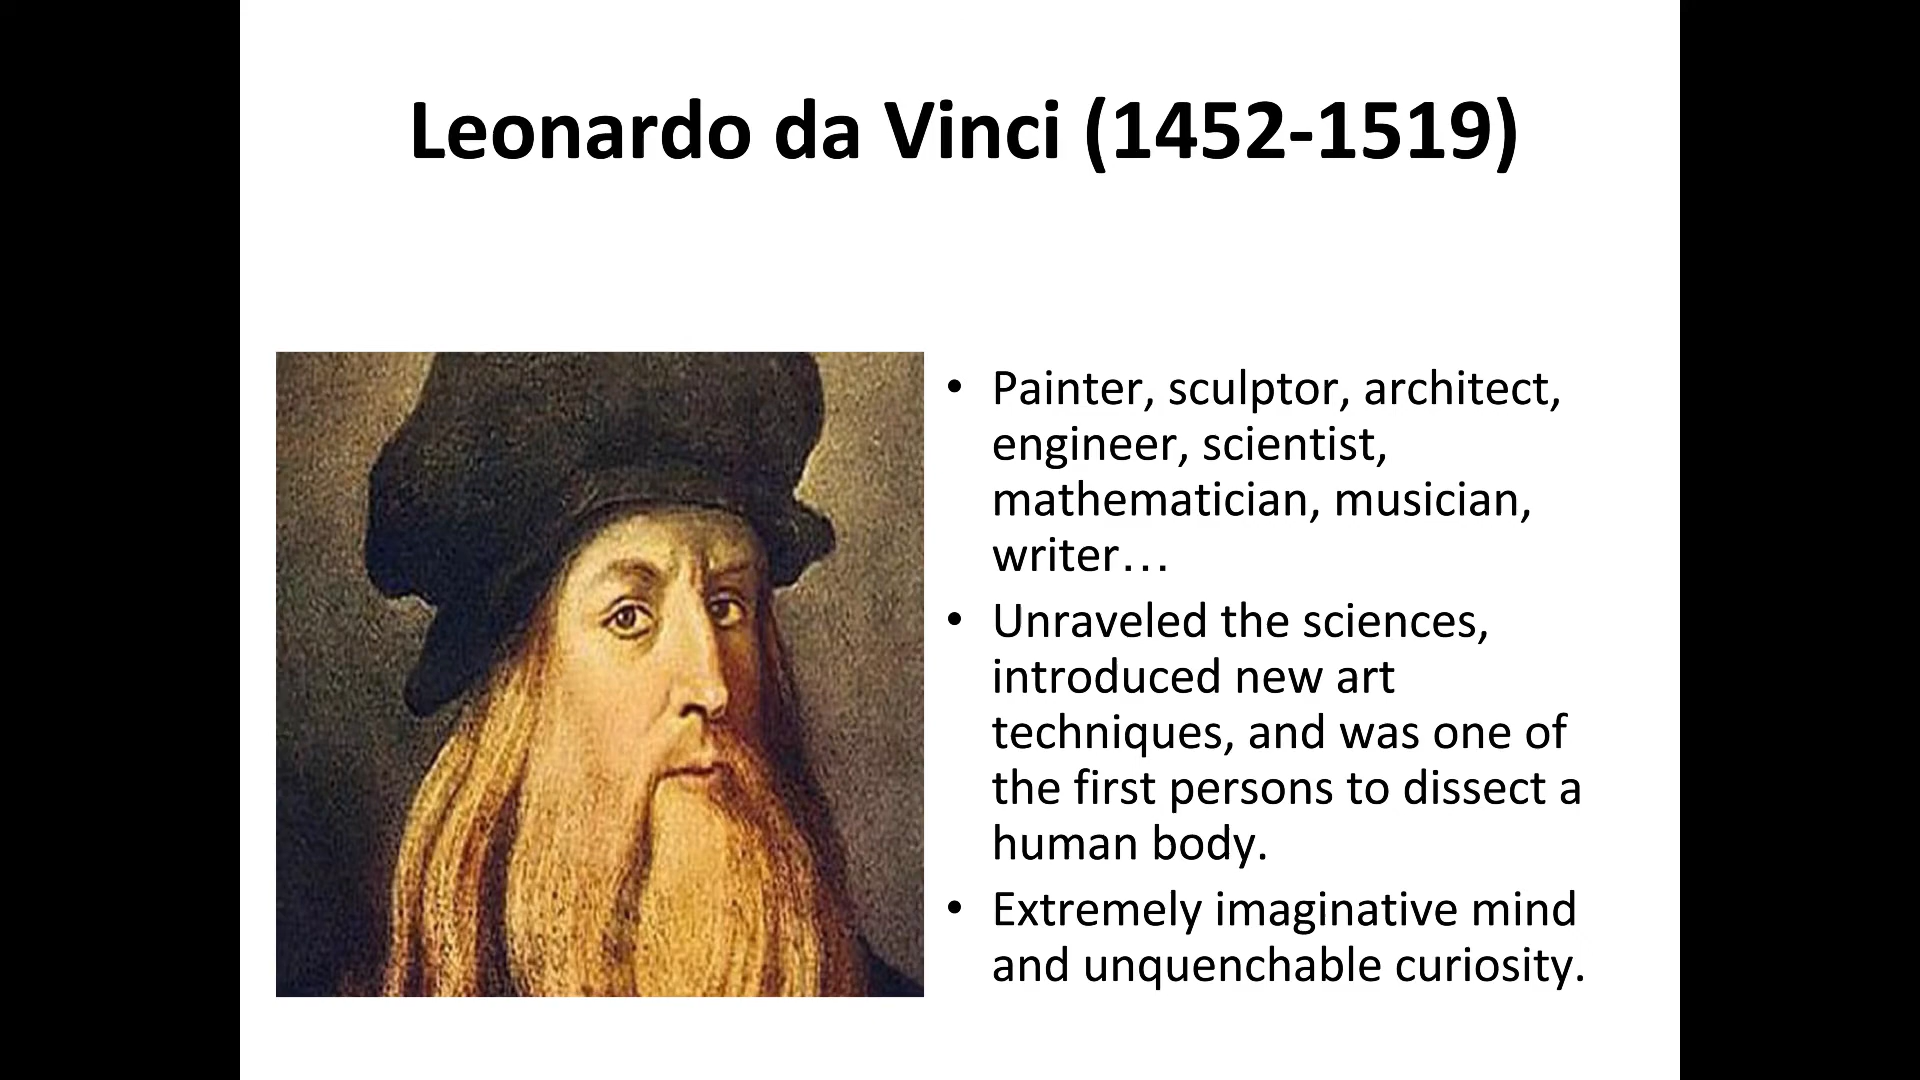 Leonardo da Vinci (1452-1519)
• Painter, sculptor, architect,
engineer, scientist,
mathematician, musician,
writer…
• Unraveled the sciences,
introduced new art
techniques, and was one of
the first persons to dissect a
human body.
• Extremely imaginative mind
and unquenchable curiosity.